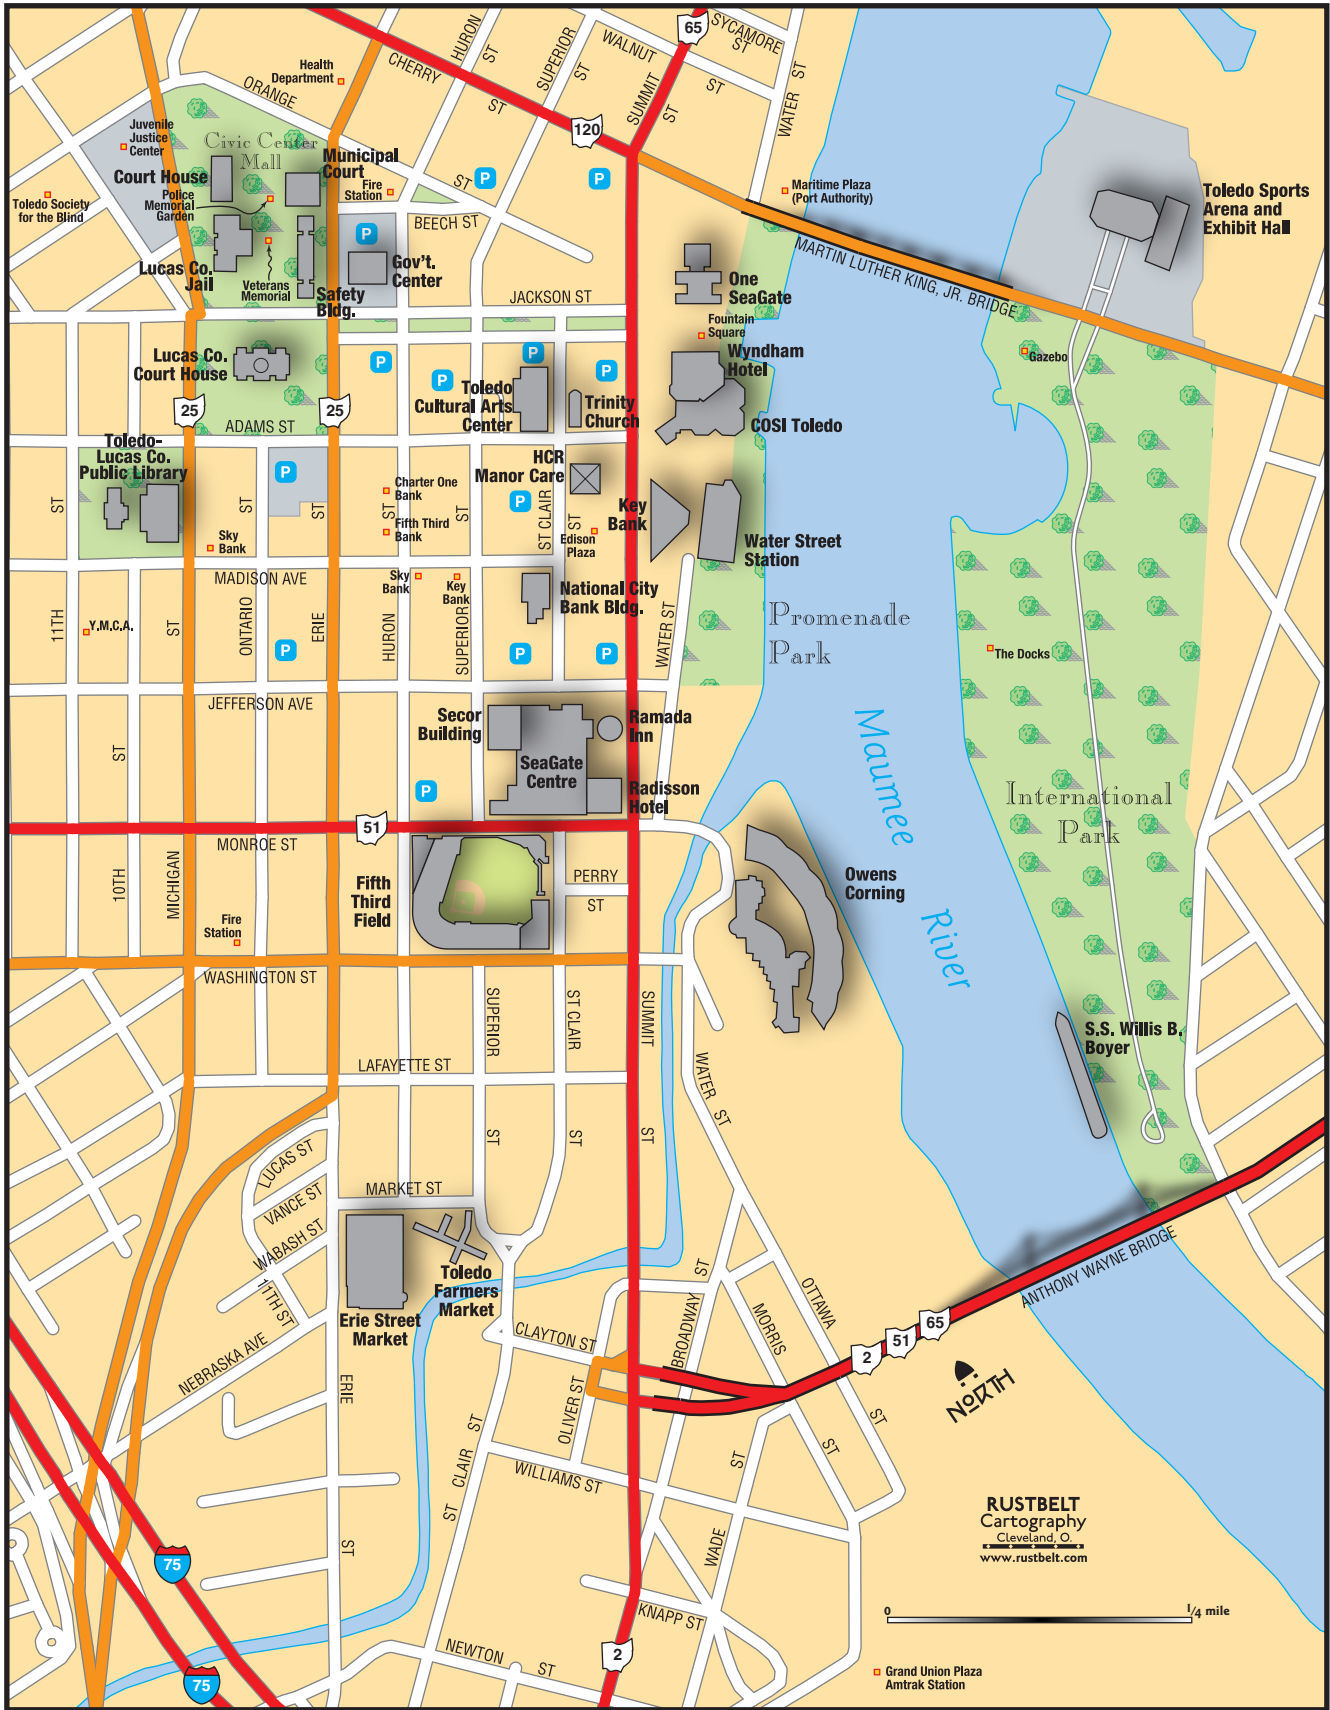 HURON
ST
SUPERIOR
ST
WALNUT
ST
65
SYCAMORE
ST
WATER ST
CHERRY
ST
SUMMIT
ST
120
Health
Department
ORANGE
ST
Juvenile
Justice
Center
Civic Center
Mall
Court House
Municipal
Court
Fire
Station
P
P
Police
Memorial
Garden
Toledo Society
for the Blind
BEECH ST
P
Gov't.
Center
Lucas Co.
Jail
Veterans
Memorial
Safety
Bldg.
Maritime Plaza
(Port Authority)
MARTIN LUTHER KING, JR. BRIDGE
Toledo Sports
Arena and
Exhibit Hall
One
SeaGate
JACKSON ST
Fountain
Square
Wyndham
Hotel
Gazebo
Lucas Co.
Court House
P
P
P
P
Toledo
Cultural Arts
Center
Trinity
Church
COSI Toledo
25
25
ADAMS ST
Toledo-
Lucas Co.
Public Library
P
HCR
Manor Care
Charter One
Bank
P
Key
Bank
ST
ST
ST
ST
ST
ST CLAIR
ST
Fifth Third
Bank
Edison
Plaza
Sky
Bank
Water Street
Station
MADISON AVE
Sky
Bank
Key
Bank
National City
Bank Bldg.
11TH
Y.M.C.A.
ST
ONTARIO
ERIE
HURON
SUPERIOR
WATER ST
P
P
P
Promenade
Park
The Docks
JEFFERSON AVE
Secor
Building
Ramada
Inn
SeaGate
Centre
Radisson
Hotel
ST
P
Maumee
River
International
Park
51
MONROE ST
10TH
MICHIGAN
Fifth
Third
Field
PERRY
ST
Owens
Corning
Fire
Station
WASHINGTON ST
SUPERIOR
ST
ST CLAIR
ST
SUMMIT
ST
WATER ST
S.S. Willis B.
Boyer
LAFAYETTE ST
LUCAS ST
VANCE ST
WABASH ST
11TH ST
MARKET ST
Toledo
Farmers
Market
Erie Street
Market
NEBRASKA AVE
ERIE
ST
CLAYTON ST
OLIVER ST
BROADWAY ST
MORRIS
ST
OTTAWA
ST
2
51
65
ANTHONY WAYNE BRIDGE
NORTH
ST CLAIR ST
WILLIAMS ST
WADE
ST
KNAPP ST
NEWTON
ST
2
75
75
RUSTBELT
Cartography
Cleveland, O.
www.rustbelt.com
0
1/4 mile
Grand Union Plaza
Amtrak Station